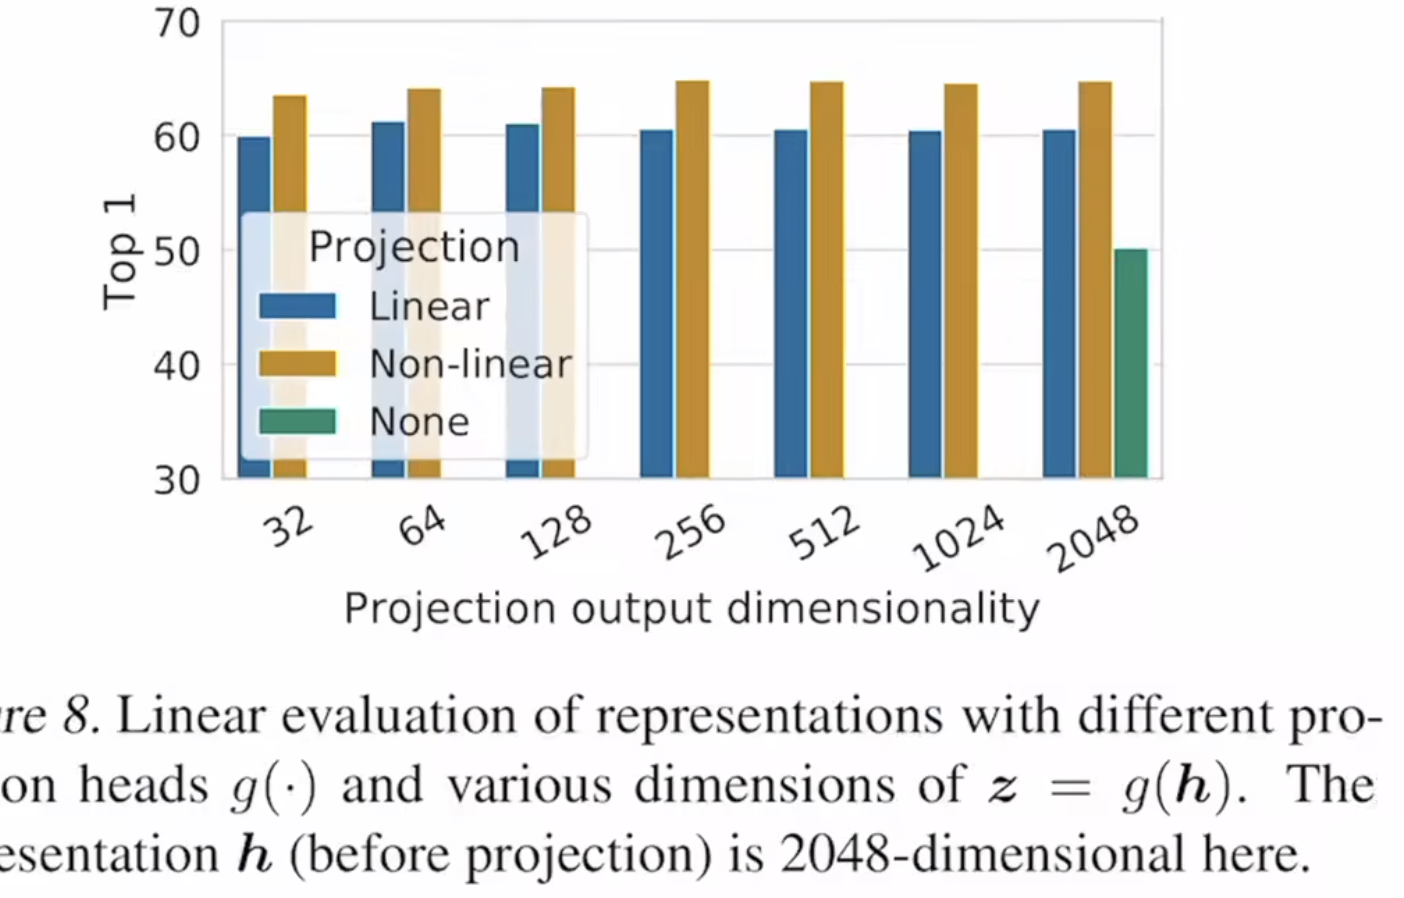 70
60
50
40
30
Top 1
Projection
Linear
Non-linear
None
32 64 128 256 512 1024 2048
Projection output dimensionality
re 8. Linear evaluation of representations with different pro-
on heads g(·) and various dimensions of z = g(h). The
esentation h (before projection) is 2048-dimensional here.